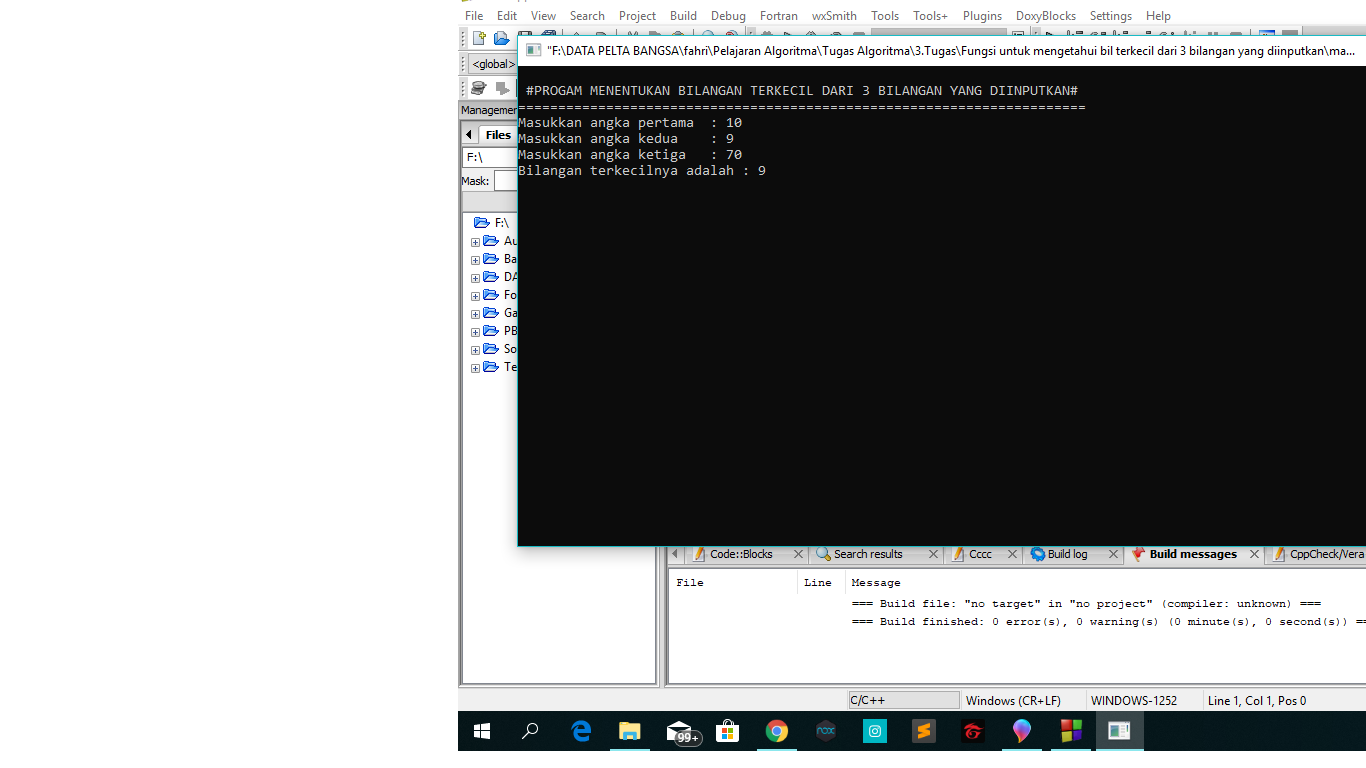 File Edit View Search Project Build Debug Fortran wxSmith Tools Tools+ Plugins DoxyBlocks Settings Help
"F:\DATA PELTA BANGSA\fahri\Pelajaran Algoritma\Tugas Algoritma\3.Tugas\Fungsi untuk mengetahui bil terkecil dari 3 bilangan yang diinputkan\ma...
<global>
#PROGAM MENENTUKAN BILANGAN TERKECIL DARI 3 BILANGAN YANG DIINPUTKAN#
=======================================================================
Masukkan angka pertama : 10
Masukkan angka kedua : 9
Masukkan angka ketiga : 70
Bilangan terkecilnya adalah : 9
Managemen
Files
F:\
Mask:
F:\
Au
Ba
DA
Fo
Ga
PB
So
Te
Code::Blocks Search results Cccc Build log Build messages CppCheck/Vera
File Line Message
=== Build file: "no target" in "no project" (compiler: unknown) ===
=== Build finished: 0 error(s), 0 warning(s) (0 minute(s), 0 second(s)) ==
C/C++ Windows (CR+LF) WINDOWS-1252 Line 1, Col 1, Pos 0
99+
nox